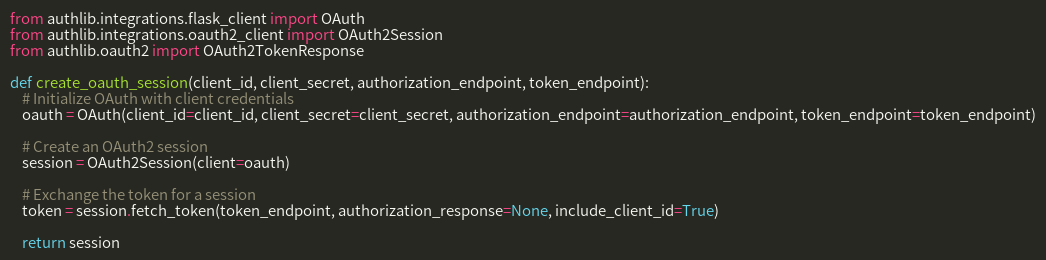 from authlib.integrations.flask_client import OAuth
from authlib.integrations.oauth2_client import OAuth2Session
from authlib.oauth2 import OAuth2TokenResponse

def create_oauth_session(client_id, client_secret, authorization_endpoint, token_endpoint):
    # Initialize OAuth with client credentials
    oauth = OAuth(client_id=client_id, client_secret=client_secret, authorization_endpoint=authorization_endpoint, token_endpoint=token_endpoint)

    # Create an OAuth2 session
    session = OAuth2Session(client=oauth)

    # Exchange the token for a session
    token = session.fetch_token(token_endpoint, authorization_response=None, include_client_id=True)

    return session